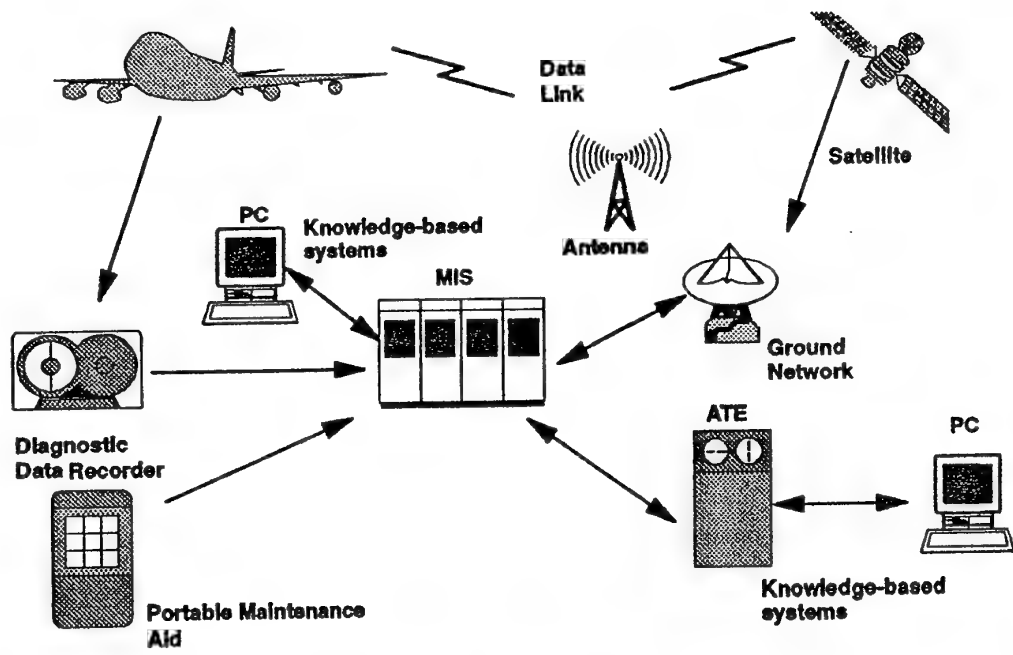 Data
Link
Satellite
Antenna
PC
Knowledge-based
systems
MIS
Ground
Network
Diagnostic
Data Recorder
ATE
PC
Portable Maintenance
Aid
Knowledge-based
systems